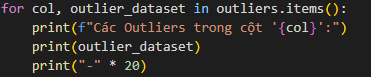 for col, outlier_dataset in outliers.items():
    print(f"Các Outliers trong cột '{col}':")
    print(outlier_dataset)
    print("-" * 20)